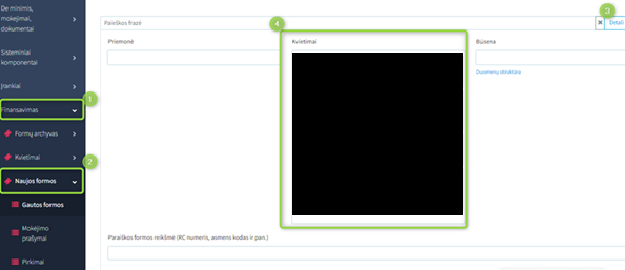 De minimis,
mokėjimai,
dokumentai
Sisteminiai
komponentai
Įrankiai
Finansavimas
1
Formų archyvas
Kvietimai
2
Naujos formos
Gautos formos
Mokėjimo
prašymai
Pirkimai
Paieškos frazė
✖ Detali
3
4
Priemonė
Kvietimai
Būsena
Duomenų struktūra
Paraiškos formos reikšmė (RC numeris, asmens kodas ir pan.)